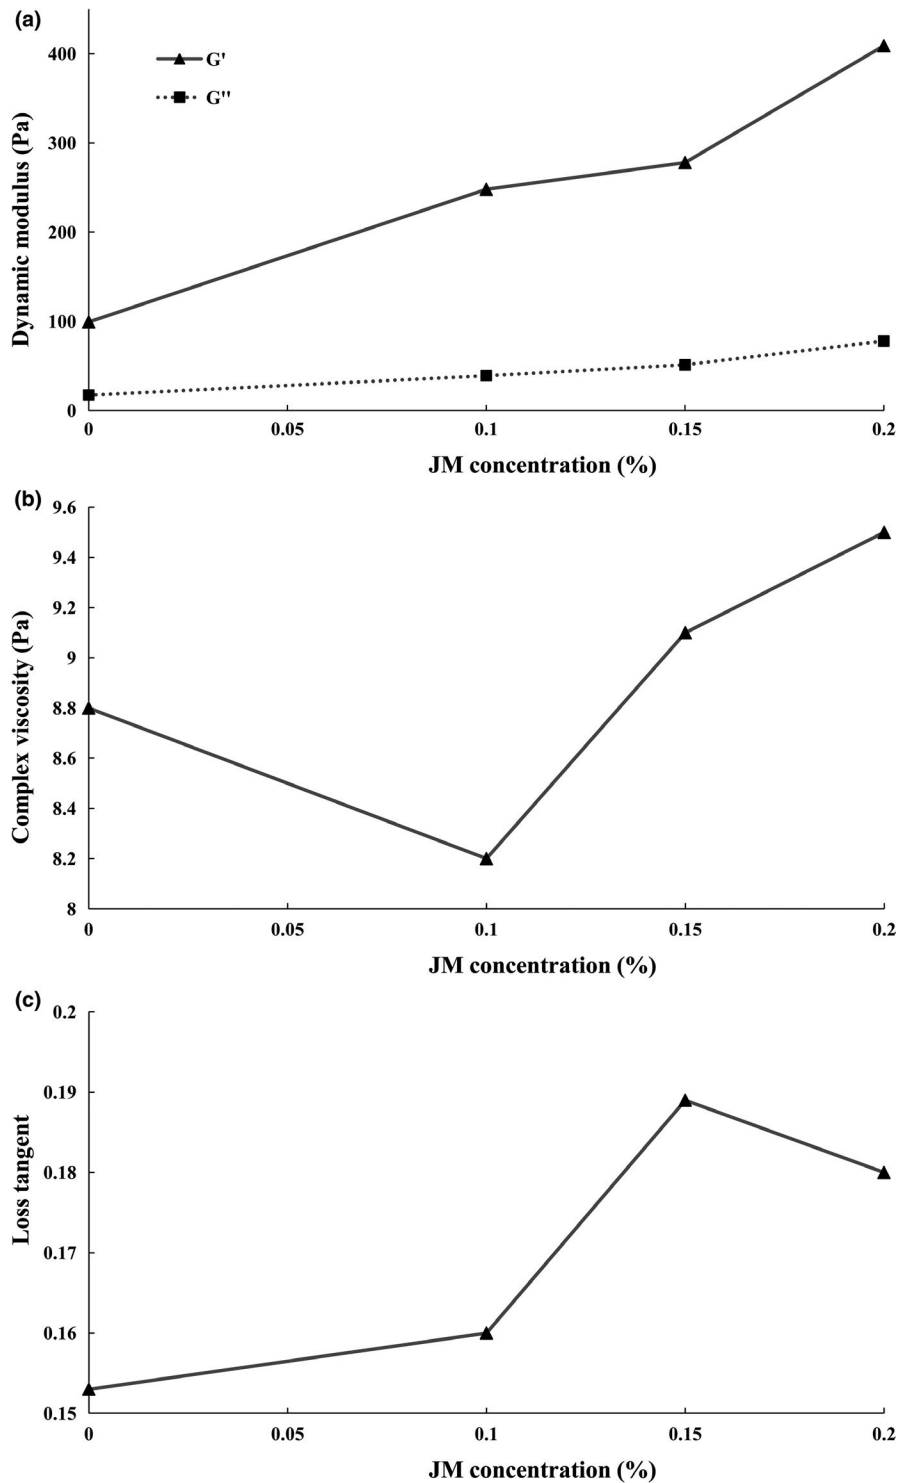 (a)
Dynamic modulus (Pa)
400
300
200
100
0
G'
G''
0 0.05 0.1 0.15 0.2
JM concentration (%)
(b)
Complex viscosity (Pa)
9.6
9.4
9.2
9
8.8
8.6
8.4
8.2
8
0 0.05 0.1 0.15 0.2
JM concentration (%)
(c)
Loss tangent
0.2
0.19
0.18
0.17
0.16
0.15
0 0.05 0.1 0.15 0.2
JM concentration (%)